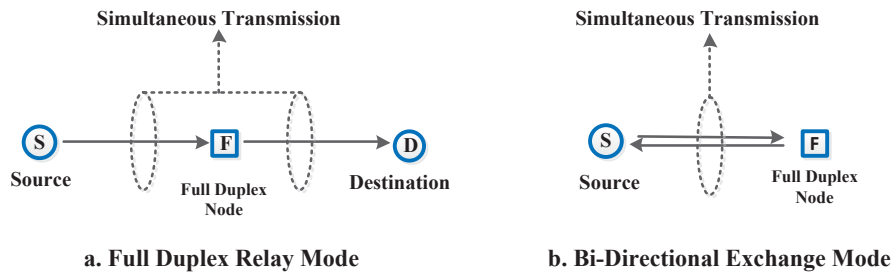 Simultaneous Transmission
S
F
D
Source
Full Duplex
Node
Destination
a. Full Duplex Relay Mode
Simultaneous Transmission
S
F
Source
Full Duplex
Node
b. Bi-Directional Exchange Mode